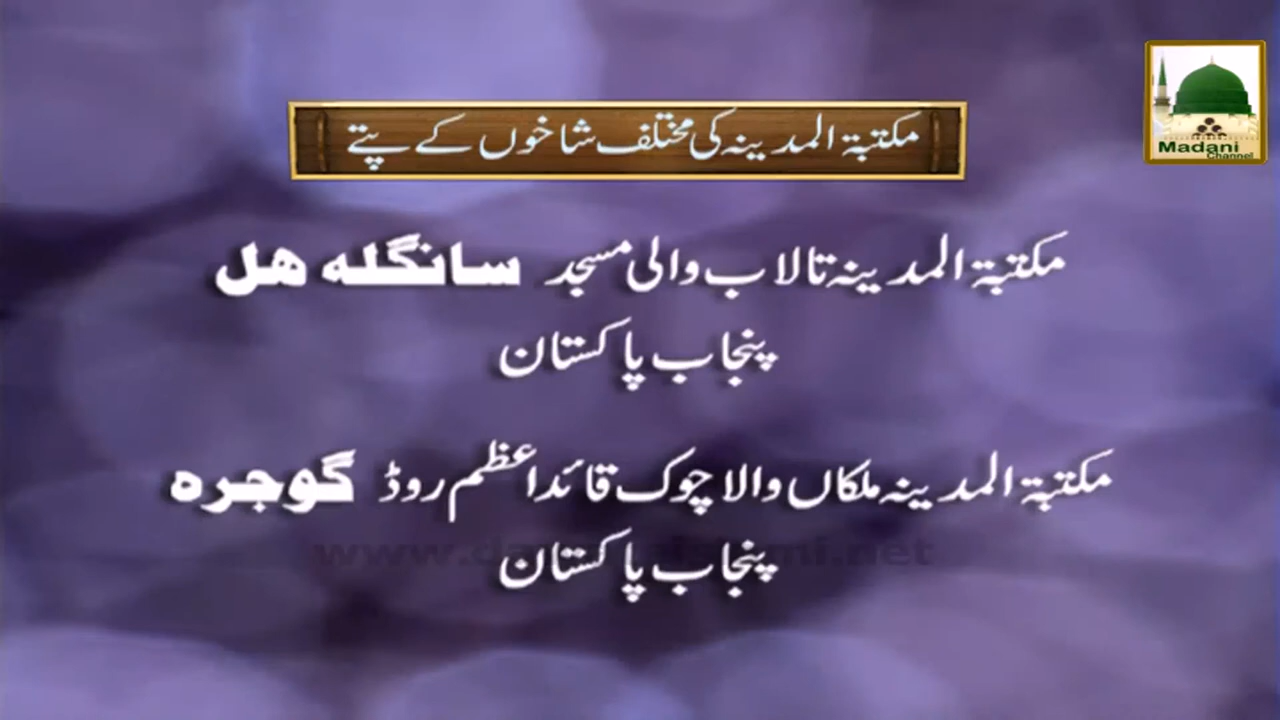 مکتبۃ المدینہ کی مختلف شاخوں کے پتے
Madani
Channel
مکتبۃ المدینہ تالاب والی مسجد سانگلہ ھل
پنجاب پاکستان
مکتبۃ المدینہ ملکاں والا چوک قائداعظم روڈ گوجرہ
پنجاب پاکستان